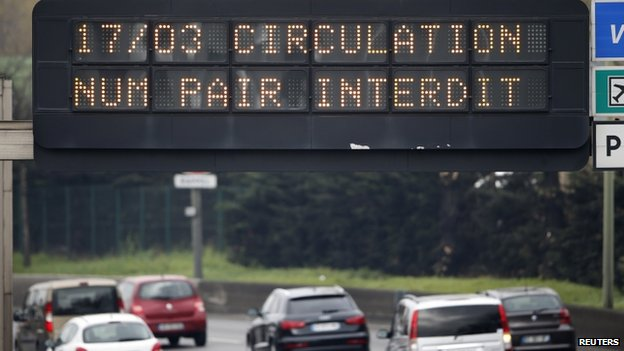 17/03 CIRCULATION
NUM PAIR INTERDIT
P
REUTERS